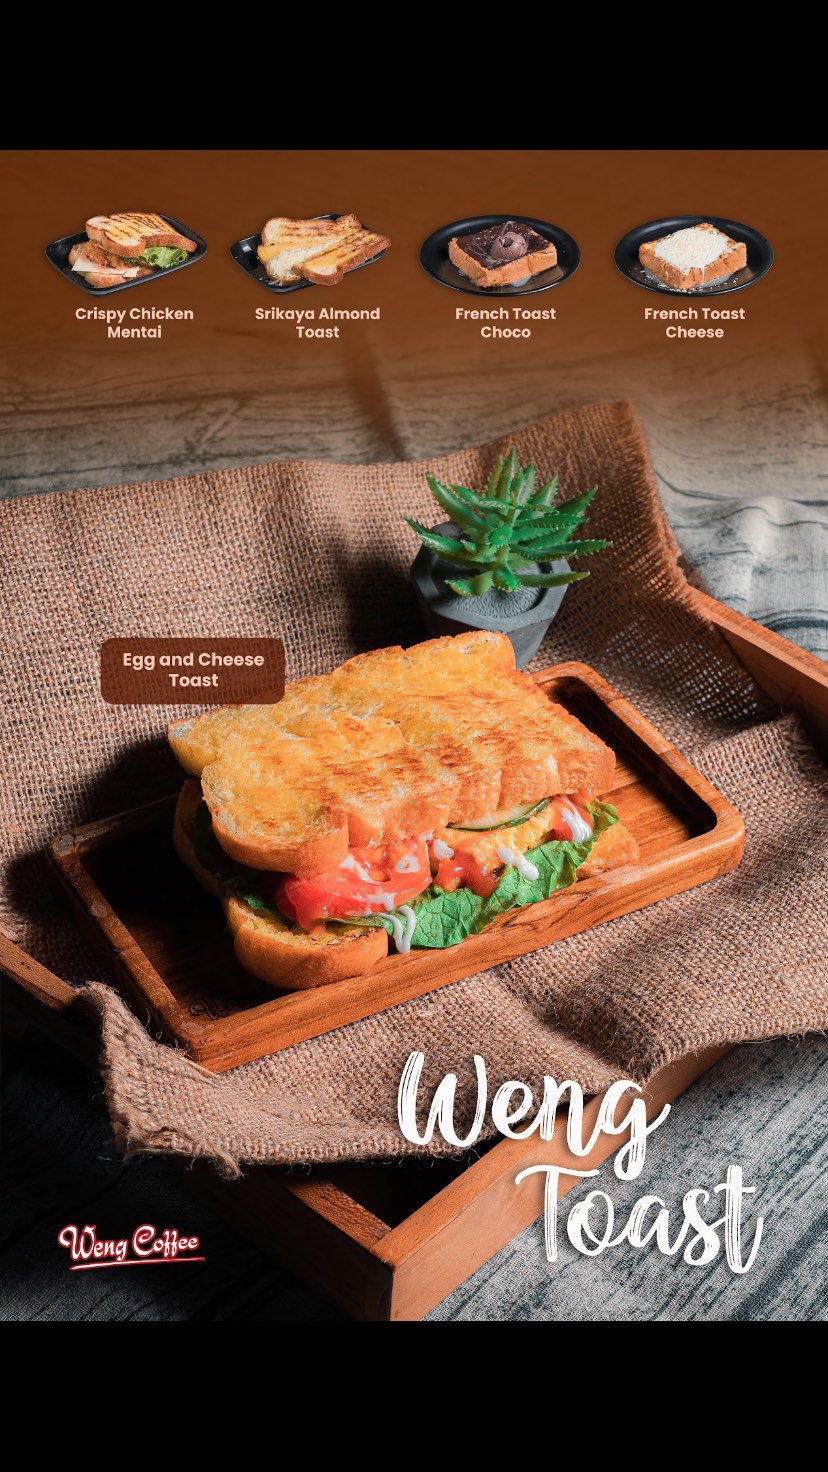 Crispy Chicken
Mentai
Srikaya Almond
Toast
French Toast
Choco
French Toast
Cheese
Egg and Cheese
Toast
Weng
Toast
Weng Coffee